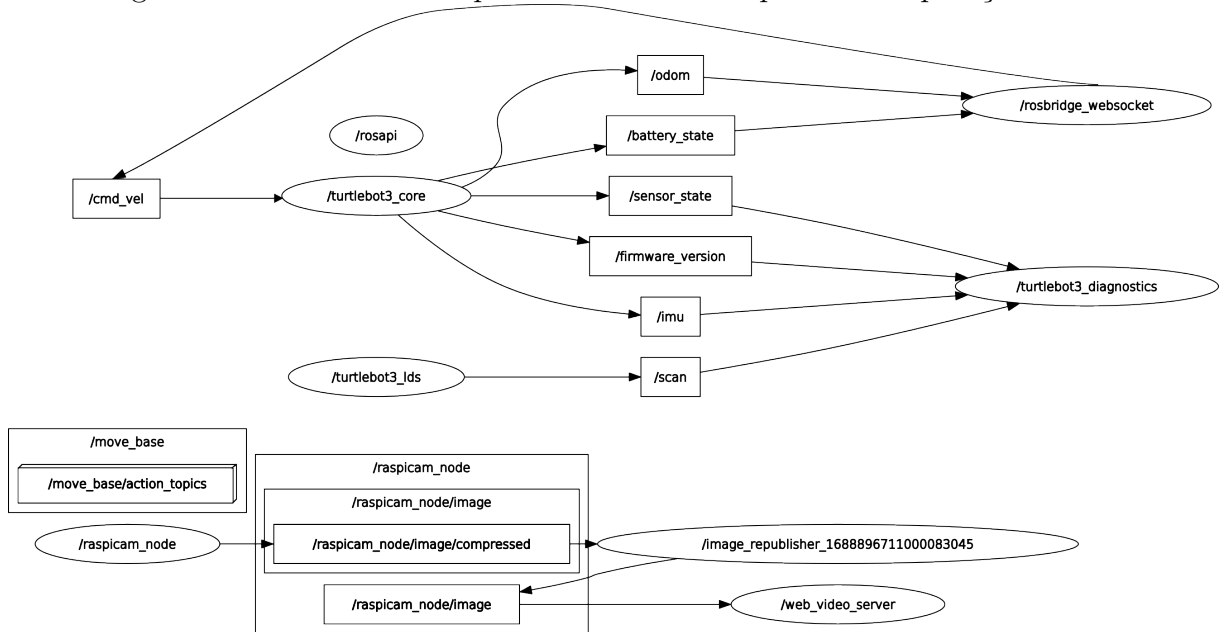 /odom
/rosbridge_websocket
/rosapi
/battery_state
/cmd_vel
/turtlebot3_core
/sensor_state
/firmware_version
/turtlebot3_diagnostics
/imu
/turtlebot3_lds
/scan
/move_base
/move_base/action_topics
/raspicam_node
/raspicam_node/image
/raspicam_node
/raspicam_node/image/compressed
/image_republisher_1688896711000083045
/raspicam_node/image
/web_video_server